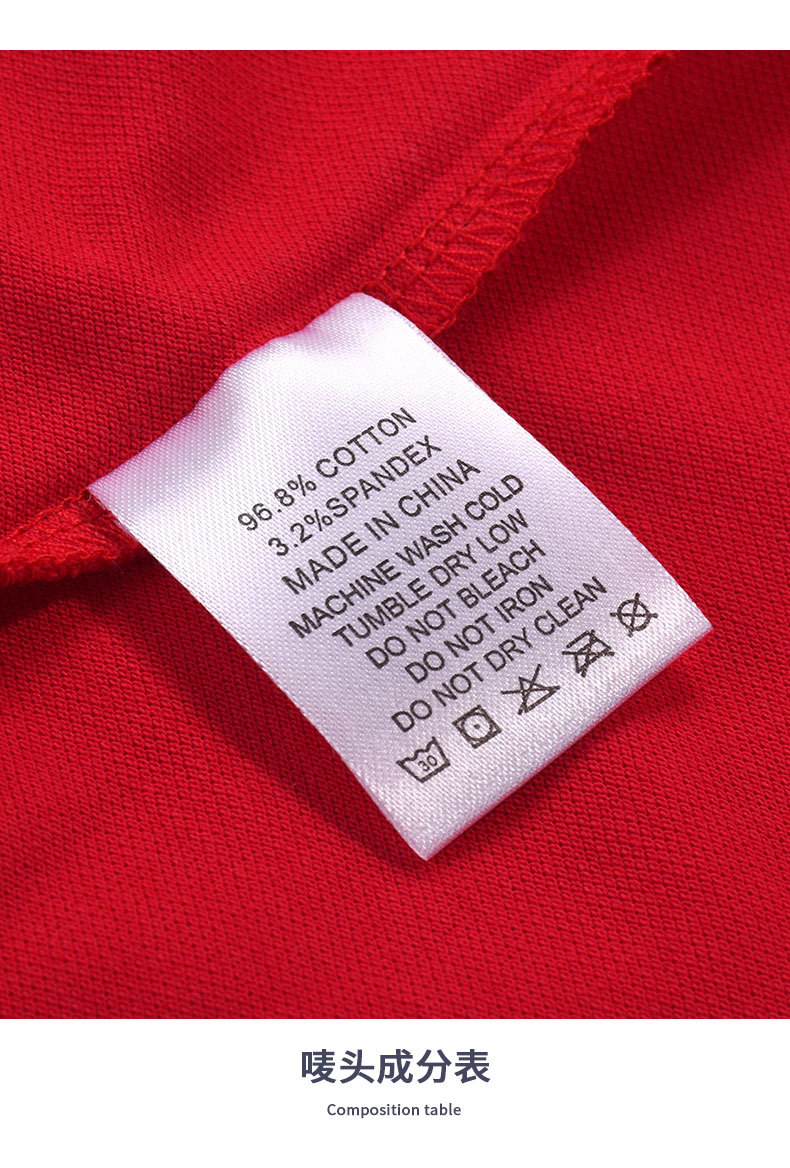 96.8% COTTON
3.2%SPANDEX
MADE IN CHINA
MACHINE WASH COLD
TUMBLE DRY LOW
DO NOT BLEACH
DO NOT IRON
DO NOT DRY CLEAN
30
唛头成分表
Composition table